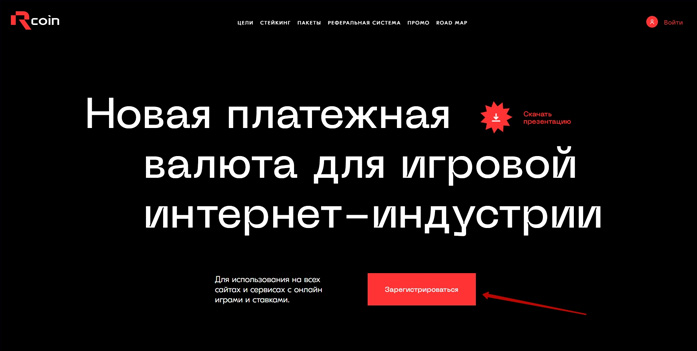 Rcoin
ЦЕЛИ СТЕЙКИНГ ПАКЕТЫ РЕФЕРАЛЬНАЯ СИСТЕМА ПРОМО ROAD MAP
Войти
Новая платежная
валюта для игровой
интернет–индустрии
Скачать
презентацию
Для использования на всех
сайтах и сервисах с онлайн
играми и ставками.
Зарегистрироваться